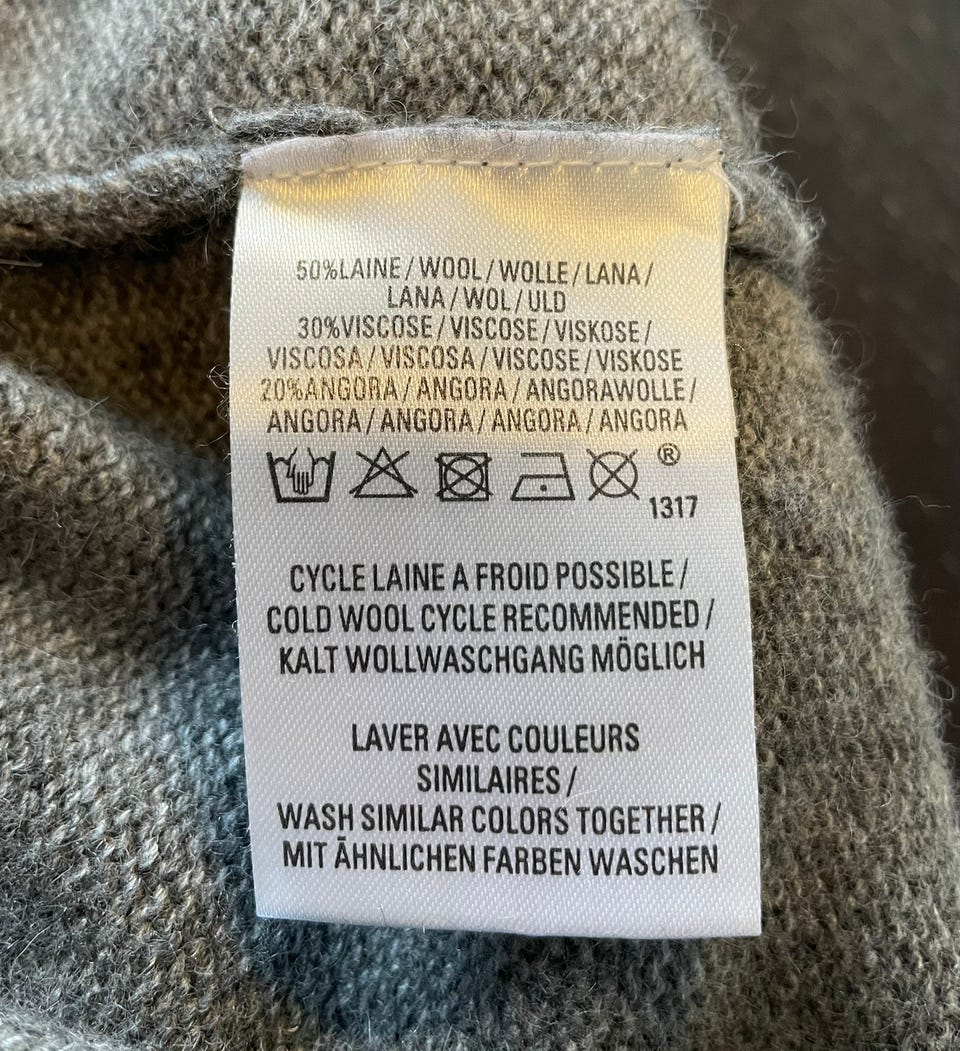 50%LAINE/WOOL/WOLLE/LANA/
LANA/WOL/ULD
30%VISCOSE/VISCOSE/VISKOSE/
VISCOSA/VISCOSA/VISCOSE/VISKOSE
20%ANGORA/ANGORA/ANGORAWOLLE/
ANGORA/ANGORA/ANGORA/ANGORA
®
1317
CYCLE LAINE A FROID POSSIBLE/
COLD WOOL CYCLE RECOMMENDED/
KALT WOLLWASCHGANG MÖGLICH
LAVER AVEC COULEURS
SIMILAIRES/
WASH SIMILAR COLORS TOGETHER/
MIT ÄHNLICHEN FARBEN WASCHEN